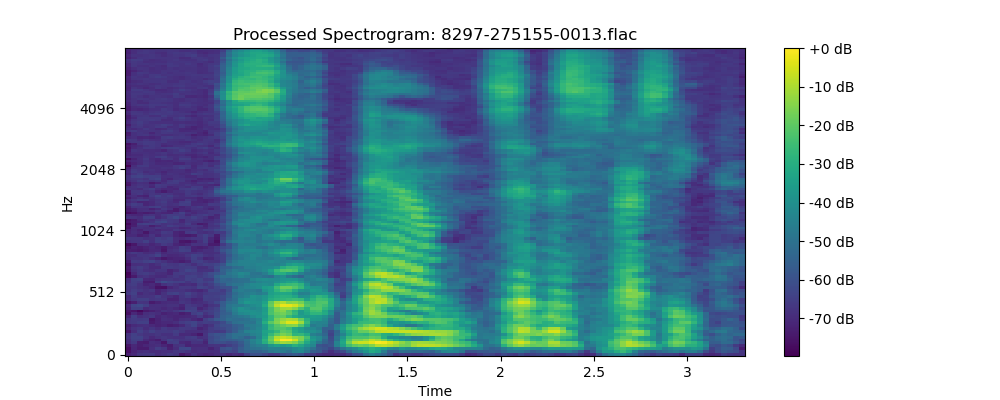 Processed Spectrogram: 8297-275155-0013.flac
Hz
4096
2048
1024
512
0
0 0.5 1 1.5 2 2.5 3
Time
+0 dB
-10 dB
-20 dB
-30 dB
-40 dB
-50 dB
-60 dB
-70 dB